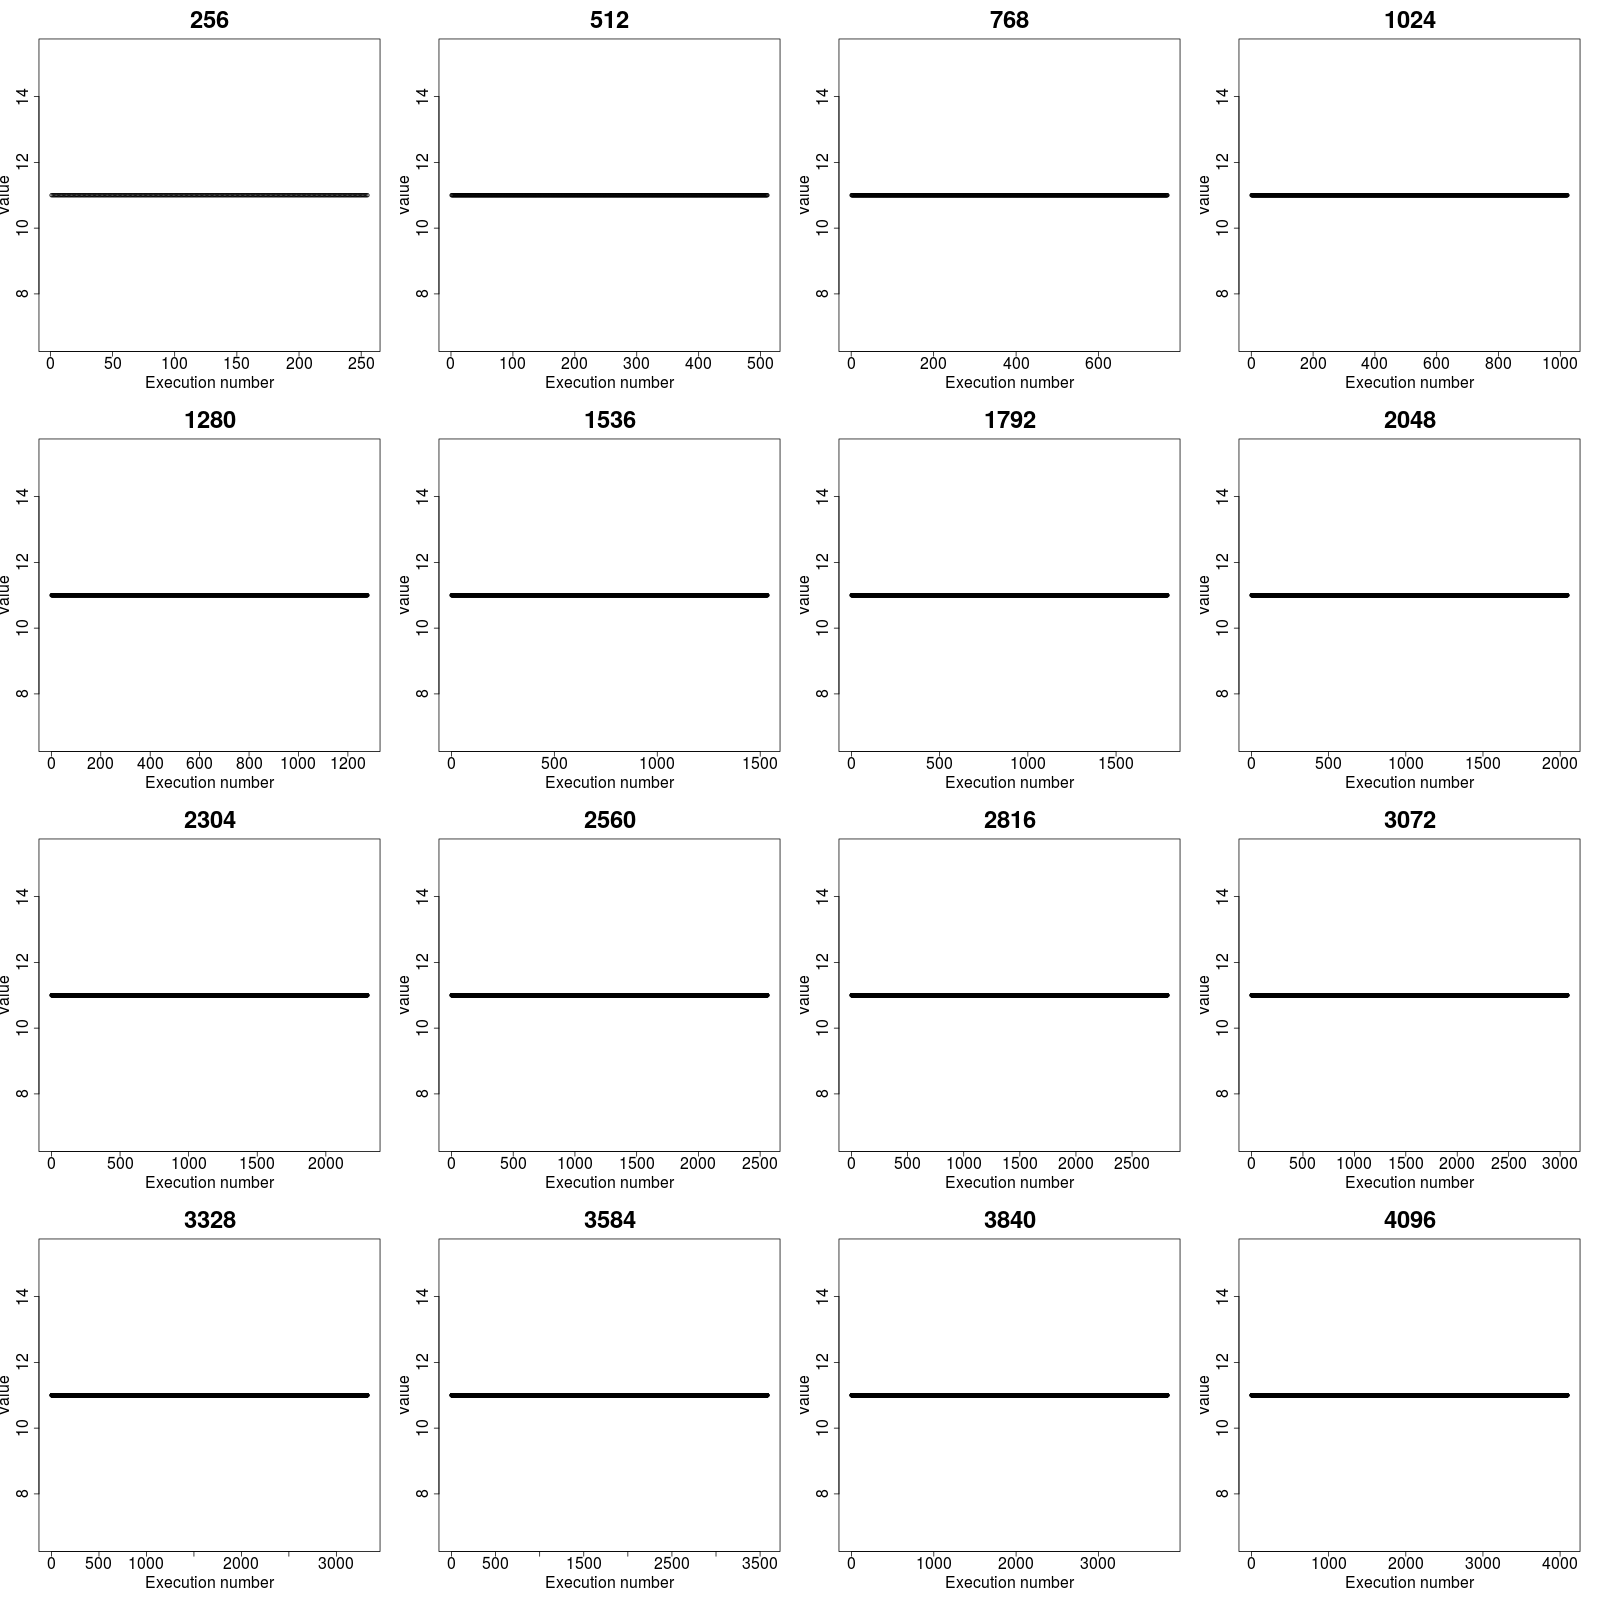 256 512 768 1024
value 8 10 12 14 value 8 10 12 14 value 8 10 12 14 value 8 10 12 14
0 50 100 150 200 250 0 100 200 300 400 500 0 200 400 600 0 200 400 600 800 1000
Execution number Execution number Execution number Execution number
1280 1536 1792 2048
value 8 10 12 14 value 8 10 12 14 value 8 10 12 14 value 8 10 12 14
0 200 400 600 800 1000 1200 0 500 1000 1500 0 500 1000 1500 0 500 1000 1500 2000
Execution number Execution number Execution number Execution number
2304 2560 2816 3072
value 8 10 12 14 value 8 10 12 14 value 8 10 12 14 value 8 10 12 14
0 500 1000 1500 2000 0 500 1000 1500 2000 2500 0 500 1000 1500 2000 2500 0 500 1000 1500 2000 2500 3000
Execution number Execution number Execution number Execution number
3328 3584 3840 4096
value 8 10 12 14 value 8 10 12 14 value 8 10 12 14 value 8 10 12 14
0 500 1000 2000 3000 0 500 1500 2500 3500 0 1000 2000 3000 0 1000 2000 3000 4000
Execution number Execution number Execution number Execution number